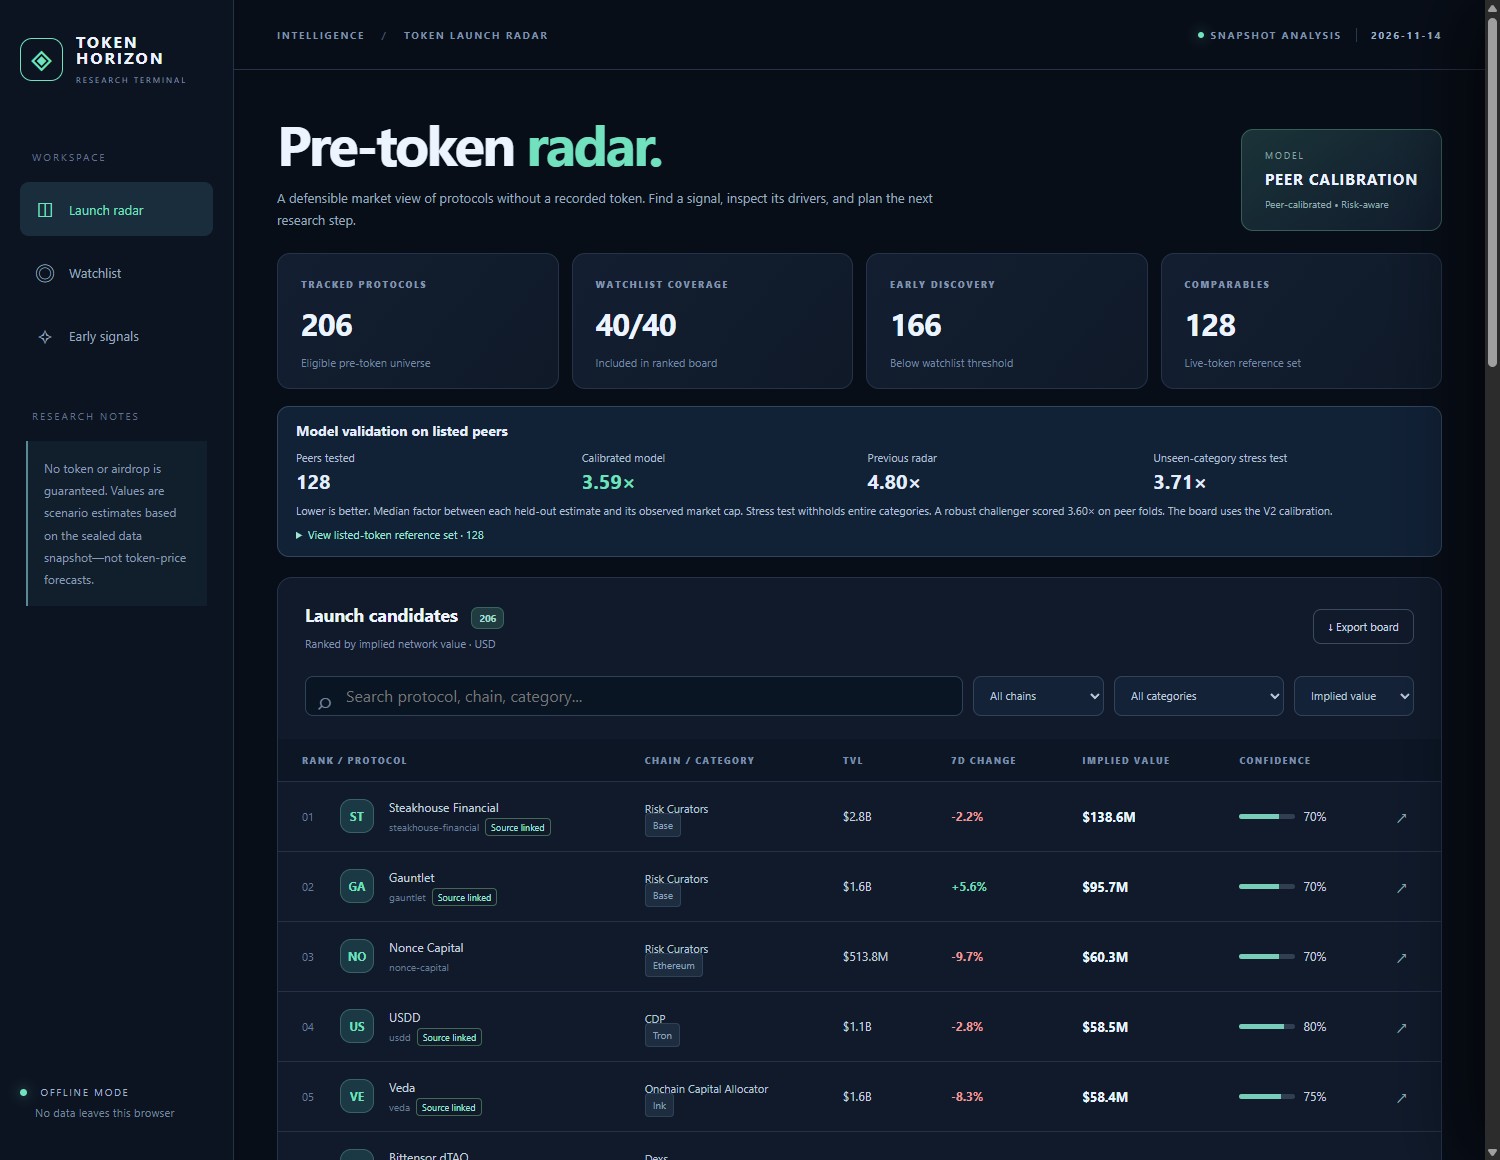 TOKEN
HORIZON
RESEARCH TERMINAL
WORKSPACE
Launch radar
Watchlist
Early signals
RESEARCH NOTES
No token or airdrop is
guaranteed. Values are
scenario estimates based
on the sealed data
snapshot—not token-price
forecasts.
OFFLINE MODE
No data leaves this browser
INTELLIGENCE / TOKEN LAUNCH RADAR
SNAPSHOT ANALYSIS 2026-11-14
Pre-token radar.
A defensible market view of protocols without a recorded token. Find a signal, inspect its drivers, and plan the next
research step.
MODEL
PEER CALIBRATION
Peer-calibrated • Risk-aware
TRACKED PROTOCOLS
206
Eligible pre-token universe
WATCHLIST COVERAGE
40/40
Included in ranked board
EARLY DISCOVERY
166
Below watchlist threshold
COMPARABLES
128
Live-token reference set
Model validation on listed peers
Peers tested Calibrated model Previous radar Unseen-category stress test
128 3.59× 4.80× 3.71×
Lower is better. Median factor between each held-out estimate and its observed market cap. Stress test withholds entire categories. A robust challenger scored 3.60× on peer folds. The board uses the V2 calibration.
▶ View listed-token reference set · 128
Launch candidates 206
Ranked by implied network value · USD
↓ Export board
Search protocol, chain, category...
All chains All categories Implied value
RANK / PROTOCOL CHAIN / CATEGORY TVL 7D CHANGE IMPLIED VALUE CONFIDENCE
01 ST Steakhouse Financial
steakhouse-financial Source linked
Risk Curators
Base
$2.8B -2.2% $138.6M 70% ↗
02 GA Gauntlet
gauntlet Source linked
Risk Curators
Base
$1.6B +5.6% $95.7M 70% ↗
03 NO Nonce Capital
nonce-capital
Risk Curators
Ethereum
$513.8M -9.7% $60.3M 70% ↗
04 US USDD
usdd Source linked
CDP
Tron
$1.1B -2.8% $58.5M 80% ↗
05 VE Veda
veda Source linked
Onchain Capital Allocator
Ink
$1.6B -8.3% $58.4M 75% ↗
Bittensor dTAO
Dexs